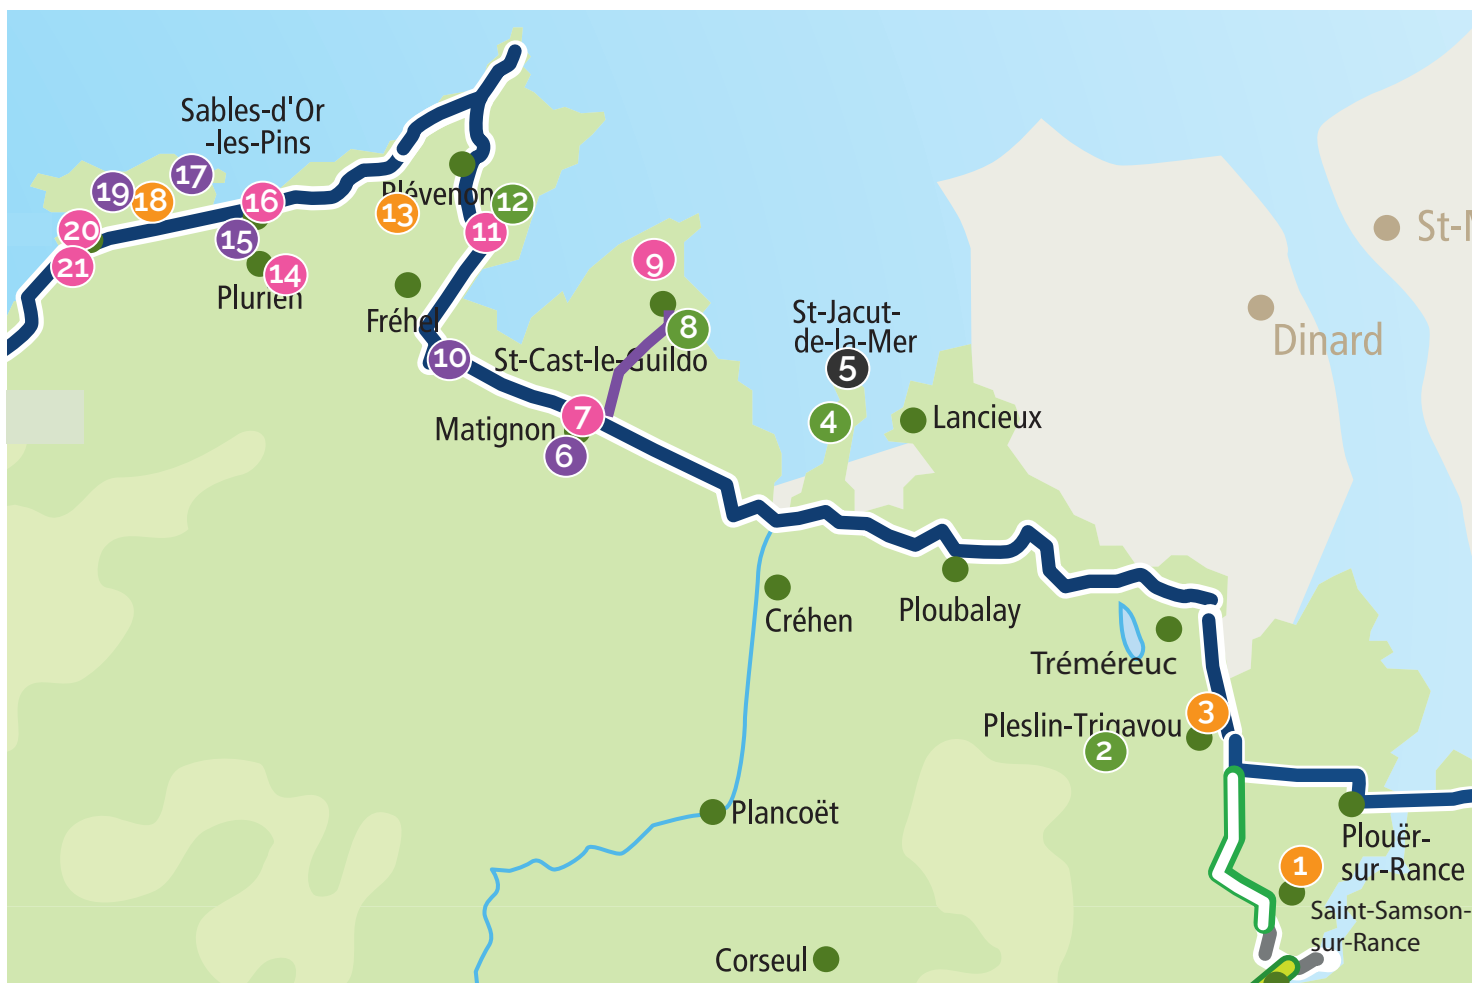 Sables-d'Or
-les-Pins
17
19
18
16
20
15
21
14
Plurien
Plévenon
13
12
11
Fréhel
10
9
8
St-Cast-le-Guildo
7
Matignon
6
St-Jacut-
de-la-Mer
5
4
Lancieux
St-
Dinard
Créhen
Ploubalay
Tréméreuc
3
Pleslin-Trigavou
2
Plancoët
Plouër-
sur-Rance
1
Saint-Samson-
sur-Rance
Corseul